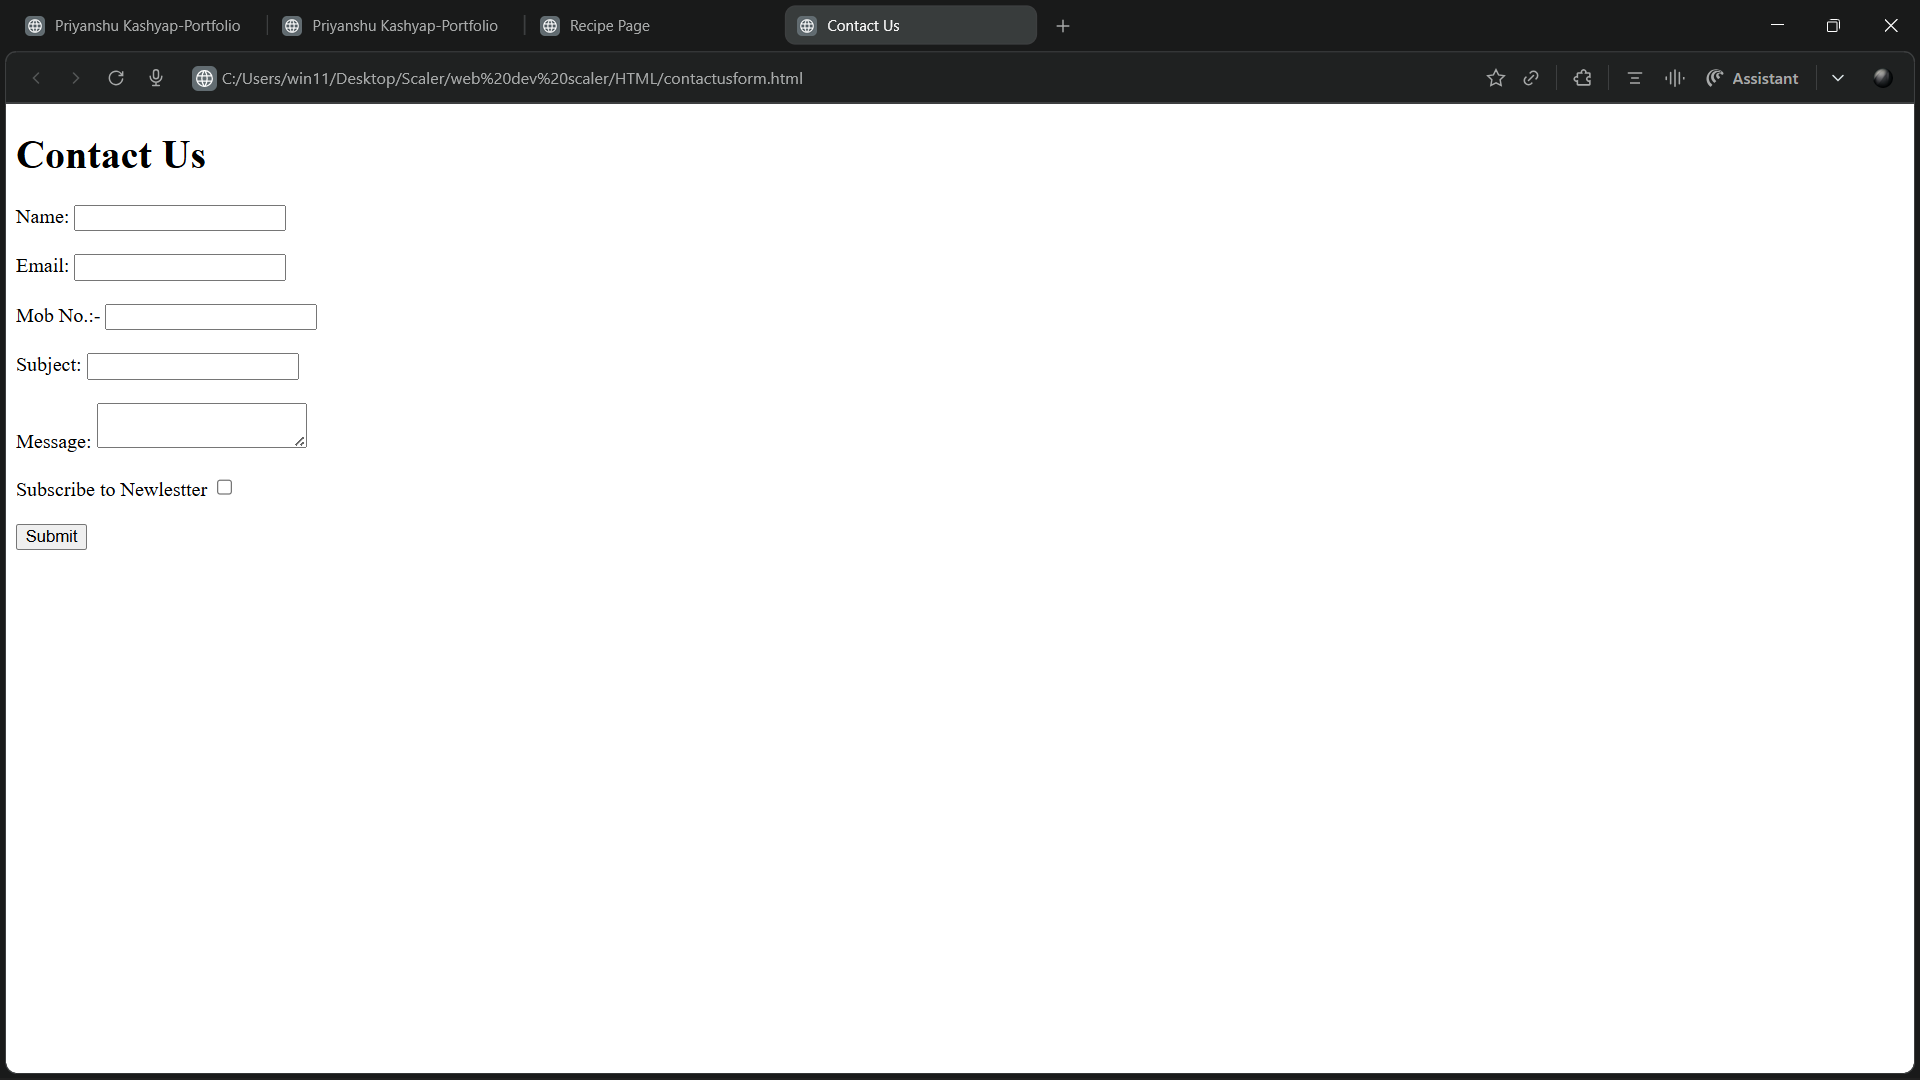 Priyanshu Kashyap-Portfolio
Priyanshu Kashyap-Portfolio
Recipe Page
Contact Us
C:/Users/win11/Desktop/Scaler/web%20dev%20scaler/HTML/contactusform.html
Assistant
Contact Us
Name:
Email:
Mob No.:-
Subject:
Message:
Subscribe to Newlestter
Submit